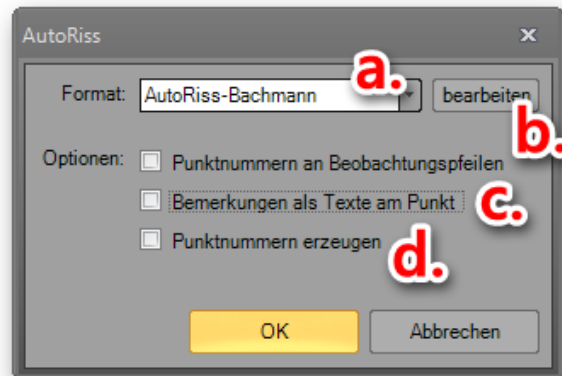 AutoRiss
Format: AutoRiss-Bachmann a. bearbeiten
b.
Optionen: Punktnummern an Beobachtungspfeilen
Bemerkungen als Texte am Punkt c.
Punktnummern erzeugen d.
OK Abbrechen